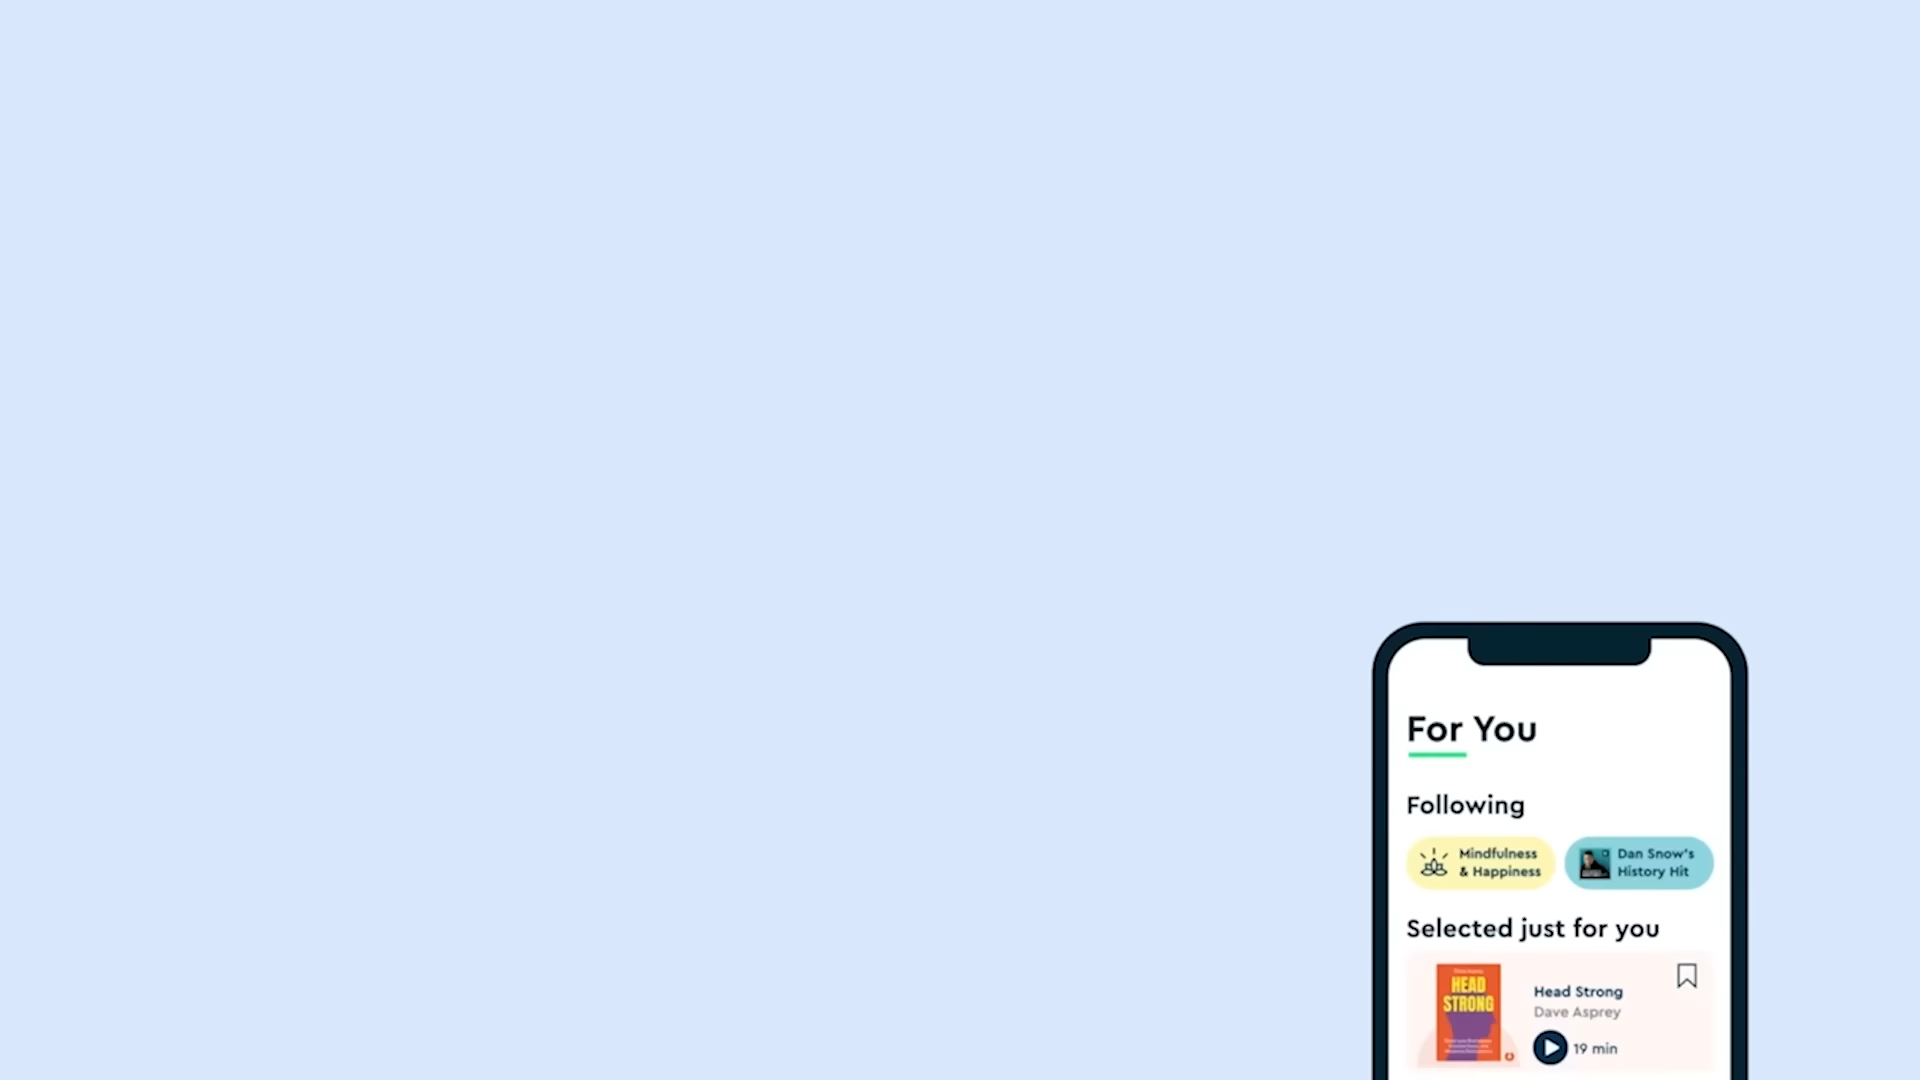 For You
Following
Mindfulness
& Happiness
Dan Snow's
History Hit
Selected just for you
HEAD
STRONG
Head Strong
Dave Asprey
19 min